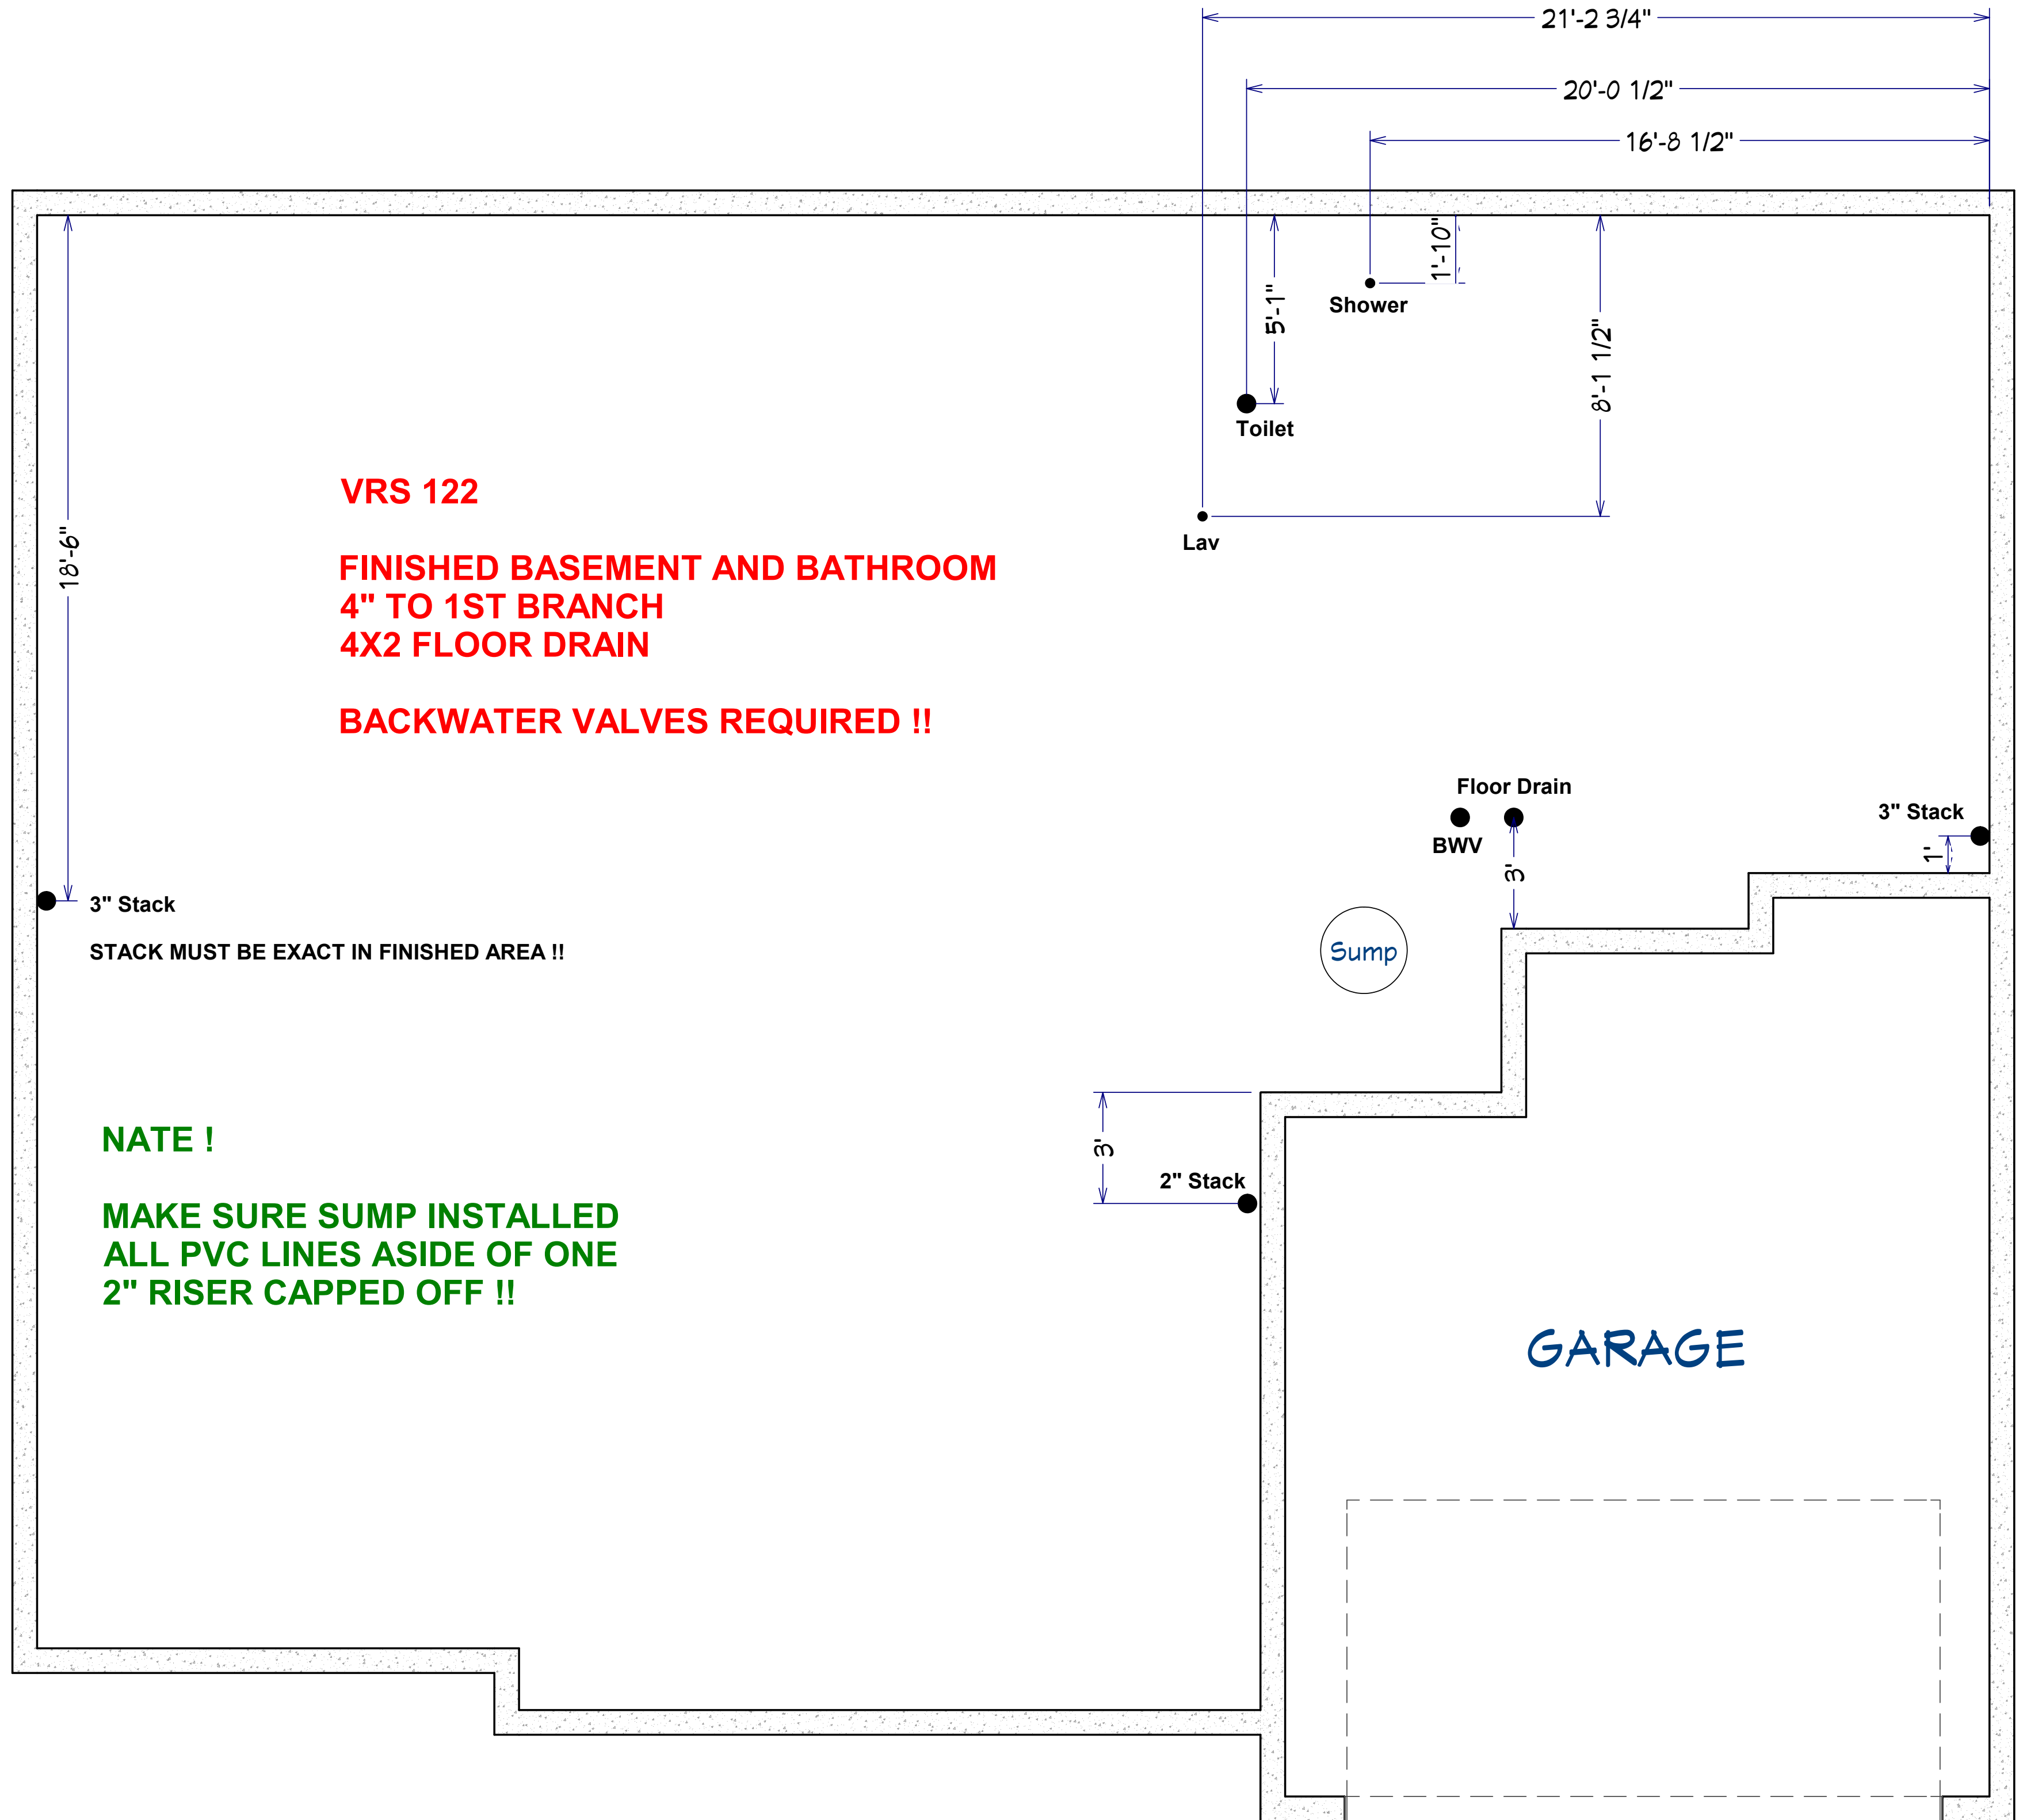 21'-2 3/4"
20'-0 1/2"
16'-8 1/2"
1'-10"
5'-1"
Shower
8'-1 1/2"
Toilet
VRS 122
18'-6"
Lav
FINISHED BASEMENT AND BATHROOM
4" TO 1ST BRANCH
4X2 FLOOR DRAIN
BACKWATER VALVES REQUIRED !!
Floor Drain
3" Stack
BWV
1'
3'
3" Stack
Sump
STACK MUST BE EXACT IN FINISHED AREA !!
NATE !
3'
2" Stack
MAKE SURE SUMP INSTALLED
ALL PVC LINES ASIDE OF ONE
2" RISER CAPPED OFF !!
GARAGE